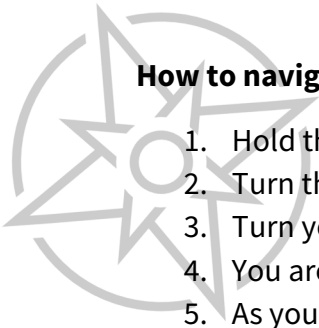 How to navig
1. Hold th
2. Turn th
3. Turn yo
4. You are
5. As you